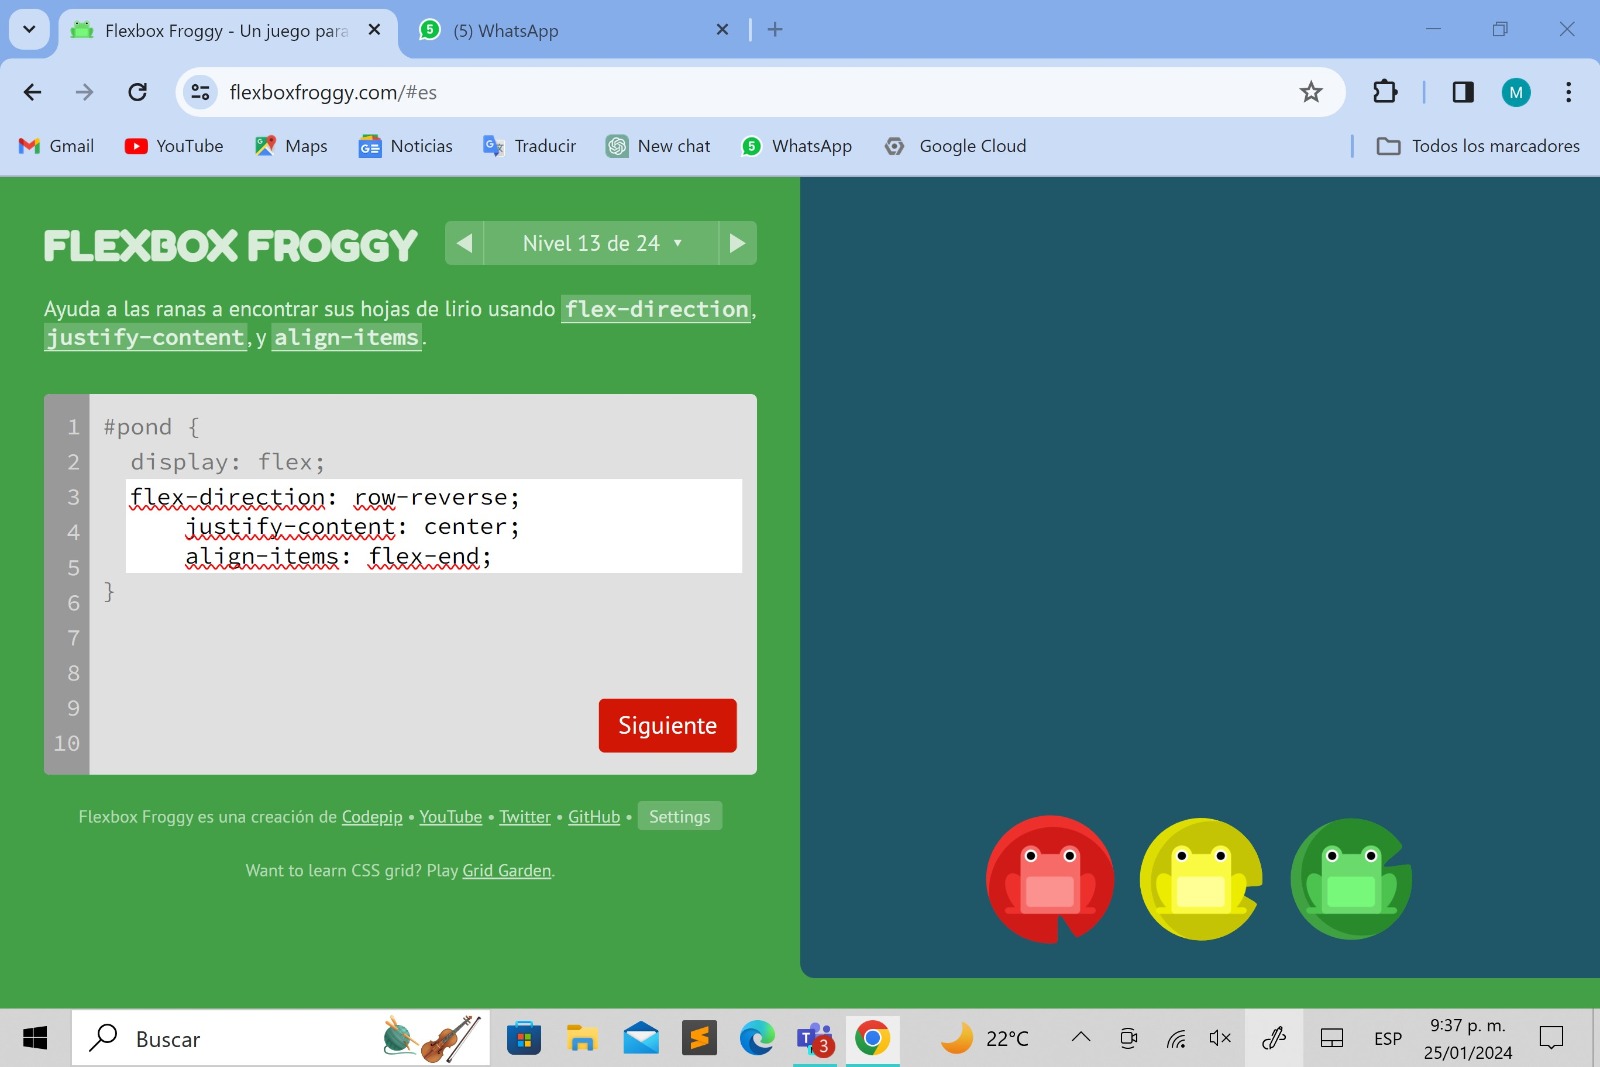 Flexbox Froggy - Un juego para
5 (5) WhatsApp
flexboxfroggy.com/#es
M
Gmail YouTube Maps Noticias Traducir New chat 5 WhatsApp Google Cloud Todos los marcadores
FLEXBOX FROGGY
Nivel 13 de 24 ▼
Ayuda a las ranas a encontrar sus hojas de lirio usando flex-direction,
justify-content, y align-items.
1 #pond {
2 display: flex;
3 flex-direction: row-reverse;
4 justify-content: center;
5 align-items: flex-end;
6 }
7
8
9
10
Siguiente
Flexbox Froggy es una creación de Codepip • YouTube • Twitter • GitHub • Settings
Want to learn CSS grid? Play Grid Garden.
Buscar
3
22°C
ESP
9:37 p. m.
25/01/2024